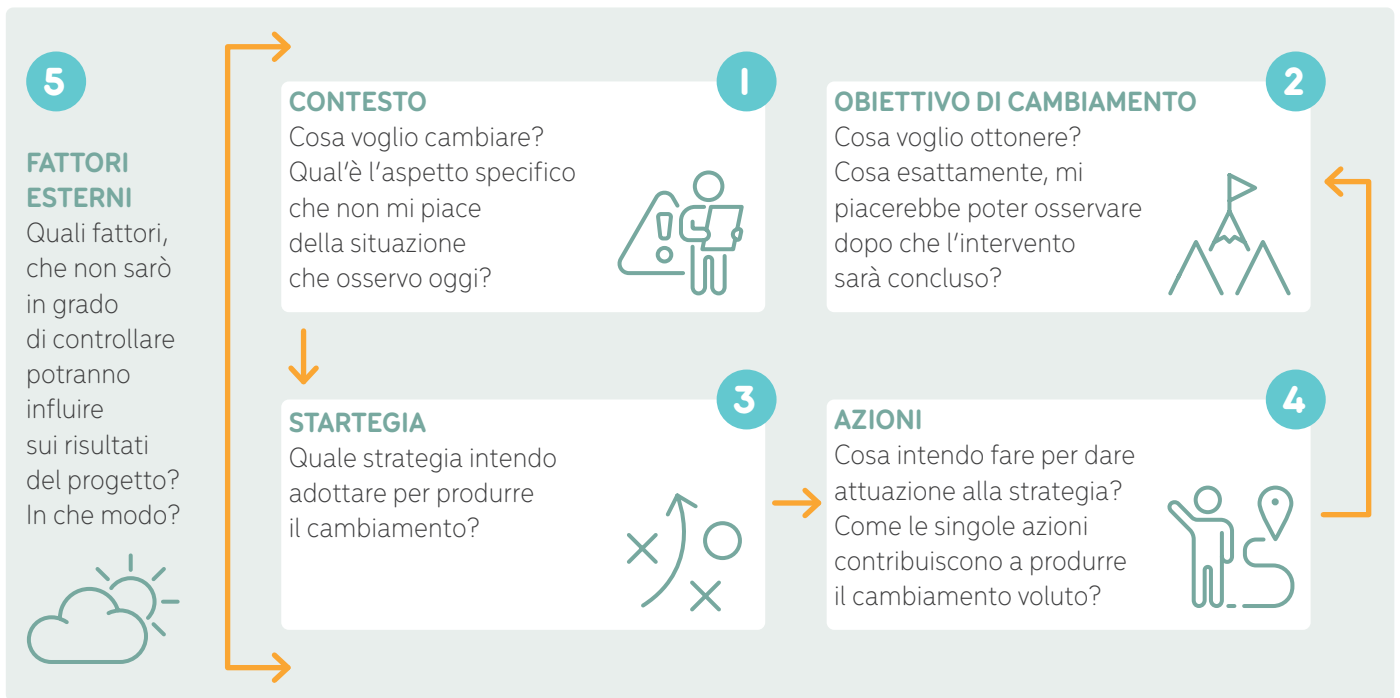 5
FATTORI
ESTERNI
Quali fattori,
che non sarò
in grado
di controllare
potranno
influire
sui risultati
del progetto?
In che modo?
1
CONTESTO
Cosa voglio cambiare?
Qual'è l'aspetto specifico
che non mi piace
della situazione
che osservo oggi?
2
OBIETTIVO DI CAMBIAMENTO
Cosa voglio ottonere?
Cosa esattamente, mi
piacerebbe poter osservare
dopo che l'intervento
sarà concluso?
3
STARTEGIA
Quale strategia intendo
adottare per produrre
il cambiamento?
4
AZIONI
Cosa intendo fare per dare
attuazione alla strategia?
Come le singole azioni
contribuiscono a produrre
il cambiamento voluto?